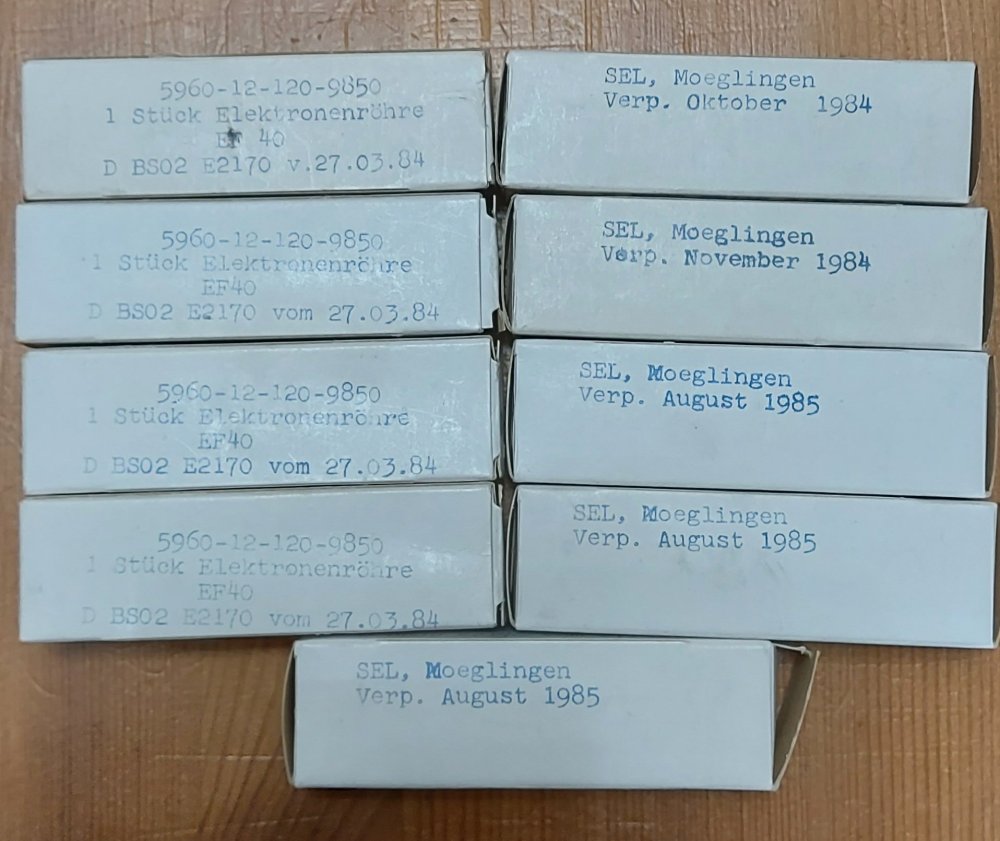 5960-12-120-9850
1 Stück Elektronenröhre
EF 40
D BS02 E2170 v.27.03.84
SEL, Moeglingen
Verp. Oktober 1984
5960-12-120-9850
1 Stück Elektronenröhre
EF40
D BS02 E2170 vom 27.03.84
SEL, Moeglingen
Verp. November 1984
5960-12-120-9850
1 Stück Elektronenröhre
EF40
D BS02 E2170 vom 27.03.84
SEL, Moeglingen
Verp. August 1985
5960-12-120-9850
1 Stück Elektronenröhre
EF40
D BS02 E2170 vom 27.03.84
SEL, Moeglingen
Verp. August 1985
SEL, Moeglingen
Verp. August 1985